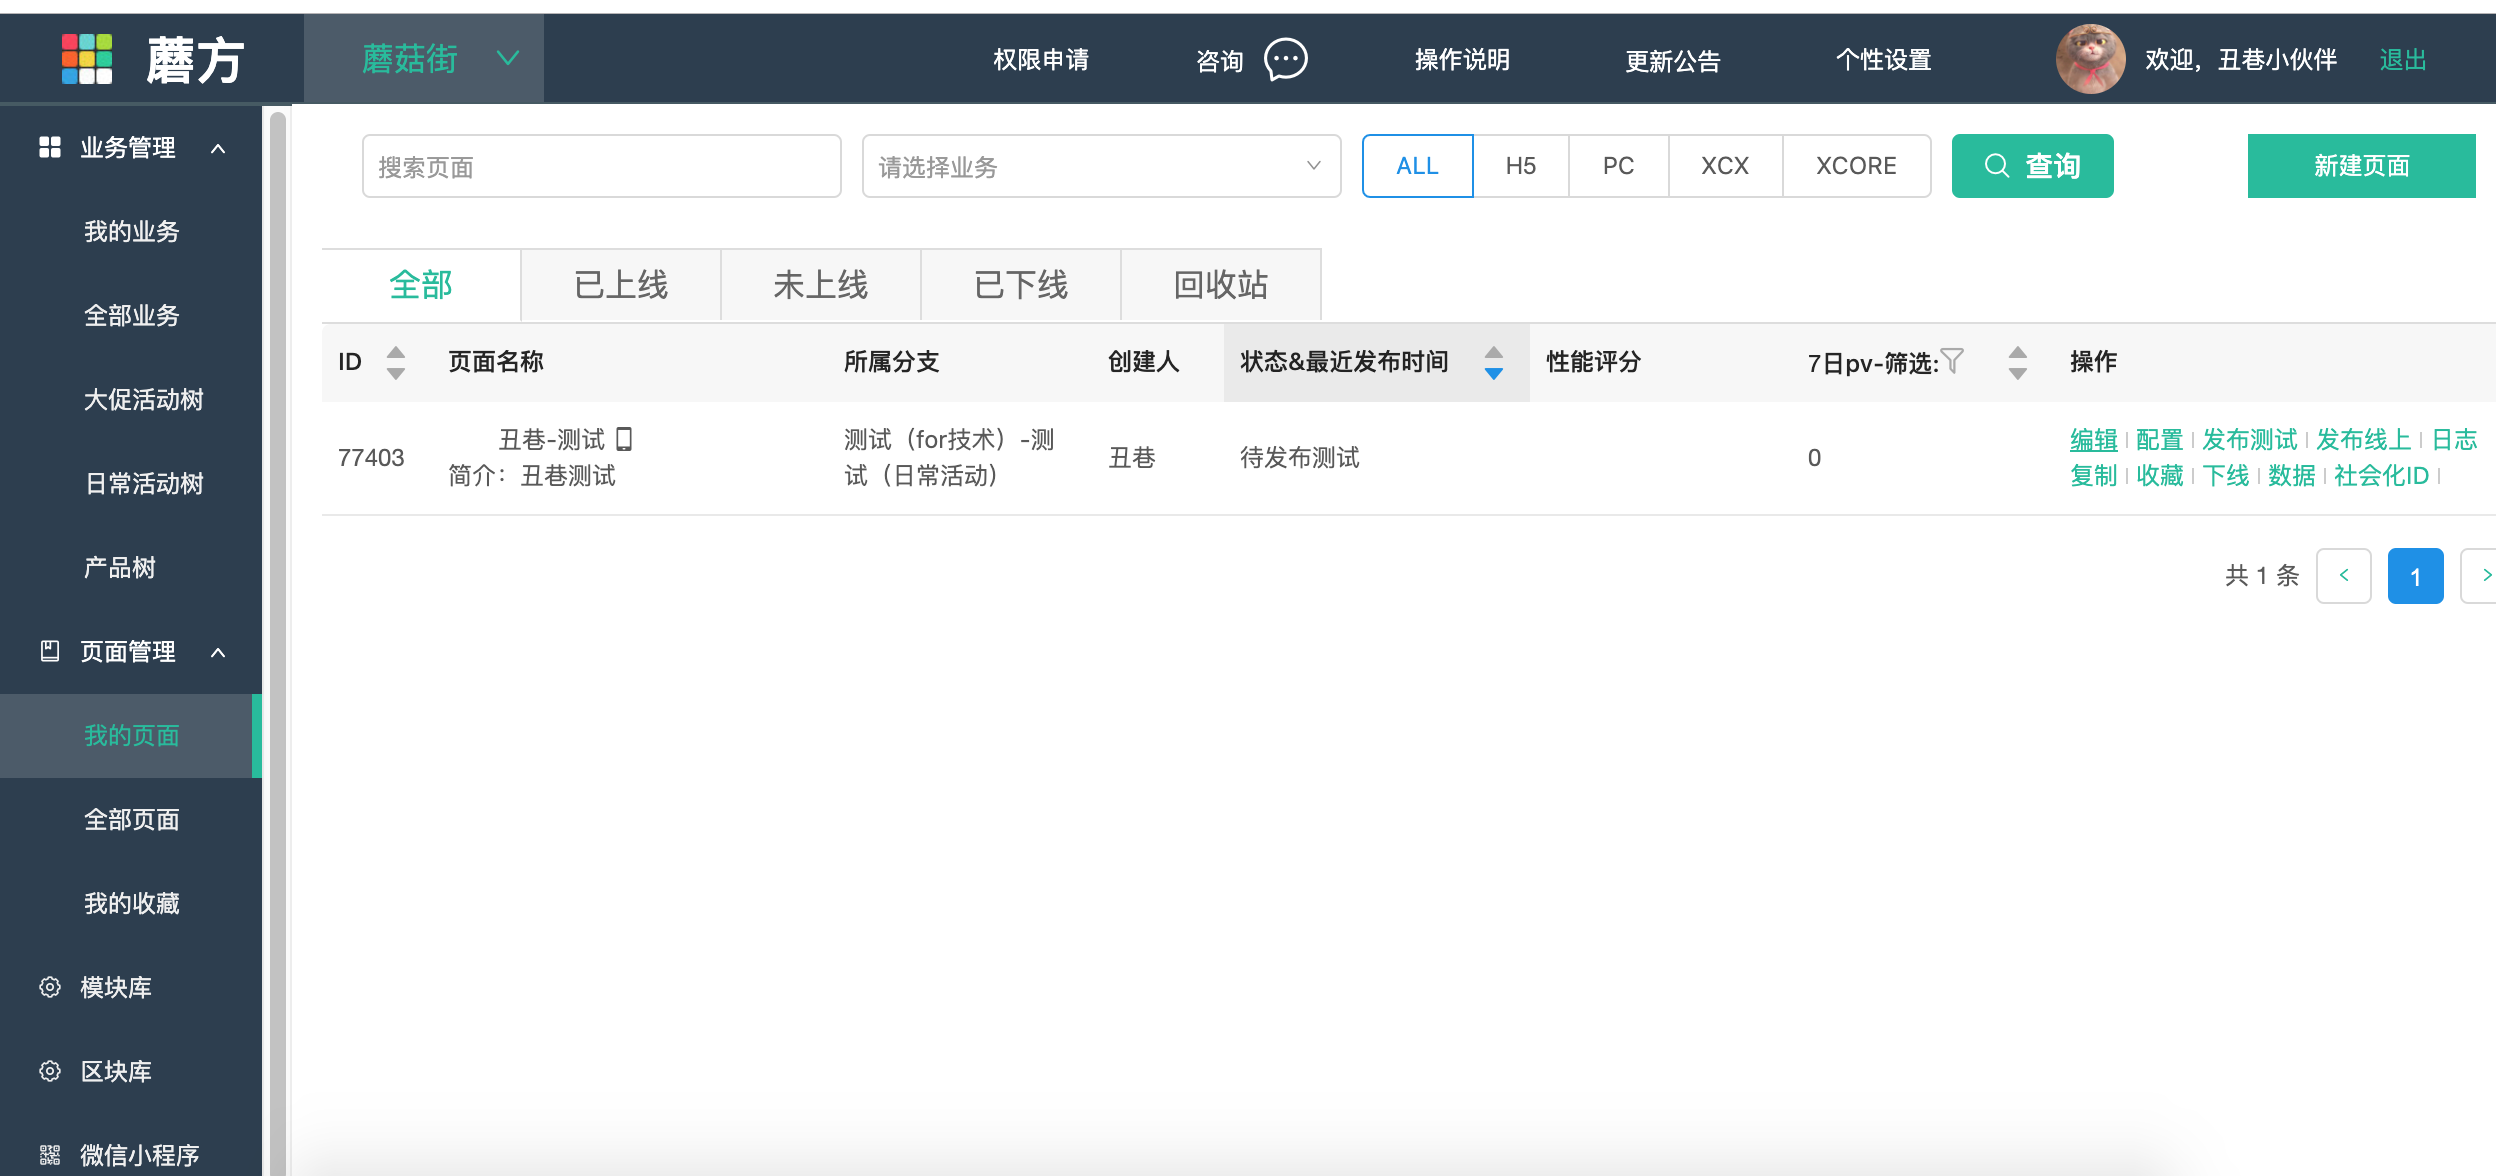 蘑方
蘑菇街
权限申请
咨询
操作说明
更新公告
个性设置
欢迎，丑巷小伙伴
退出
业务管理
我的业务
全部业务
大促活动树
日常活动树
产品树
页面管理
我的页面
全部页面
我的收藏
模块库
区块库
微信小程序
搜索页面
请选择业务
ALL
H5
PC
XCX
XCORE
查询
新建页面
全部
已上线
未上线
已下线
回收站
ID
页面名称
所属分支
创建人
状态&最近发布时间
性能评分
7日pv-筛选:
操作
77403
丑巷-测试
简介：丑巷测试
测试（for技术）-测
试（日常活动）
丑巷
待发布测试
0
编辑 | 配置 | 发布测试 | 发布线上 | 日志
复制 | 收藏 | 下线 | 数据 | 社会化ID |
共 1 条
<
1
>